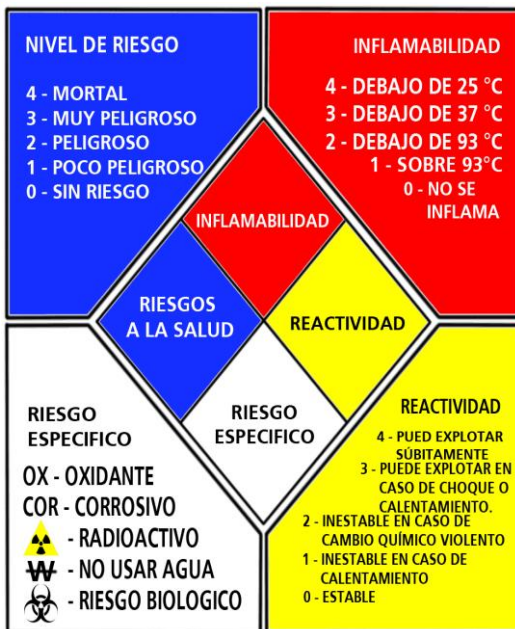 NIVEL DE RIESGO
4 - MORTAL
3 - MUY PELIGROSO
2 - PELIGROSO
1 - POCO PELIGROSO
0 - SIN RIESGO
INFLAMABILIDAD
4 - DEBAJO DE 25 °C
3 - DEBAJO DE 37 °C
2 - DEBAJO DE 93 °C
1 - SOBRE 93°C
0 - NO SE
INFLAMA
INFLAMABILIDAD
RIESGOS
A LA SALUD
REACTIVIDAD
RIESGO
ESPECIFICO
RIESGO
ESPECIFICO
OX - OXIDANTE
COR - CORROSIVO
- RADIOACTIVO
W - NO USAR AGUA
- RIESGO BIOLOGICO
REACTIVIDAD
4 - PUED EXPLOTAR
SÚBITAMENTE
3 - PUEDE EXPLOTAR EN
CASO DE CHOQUE O
CALENTAMIENTO.
2 - INESTABLE EN CASO DE
CAMBIO QUÍMICO VIOLENTO
1 - INESTABLE EN CASO DE
CALENTAMIENTO
0 - ESTABLE